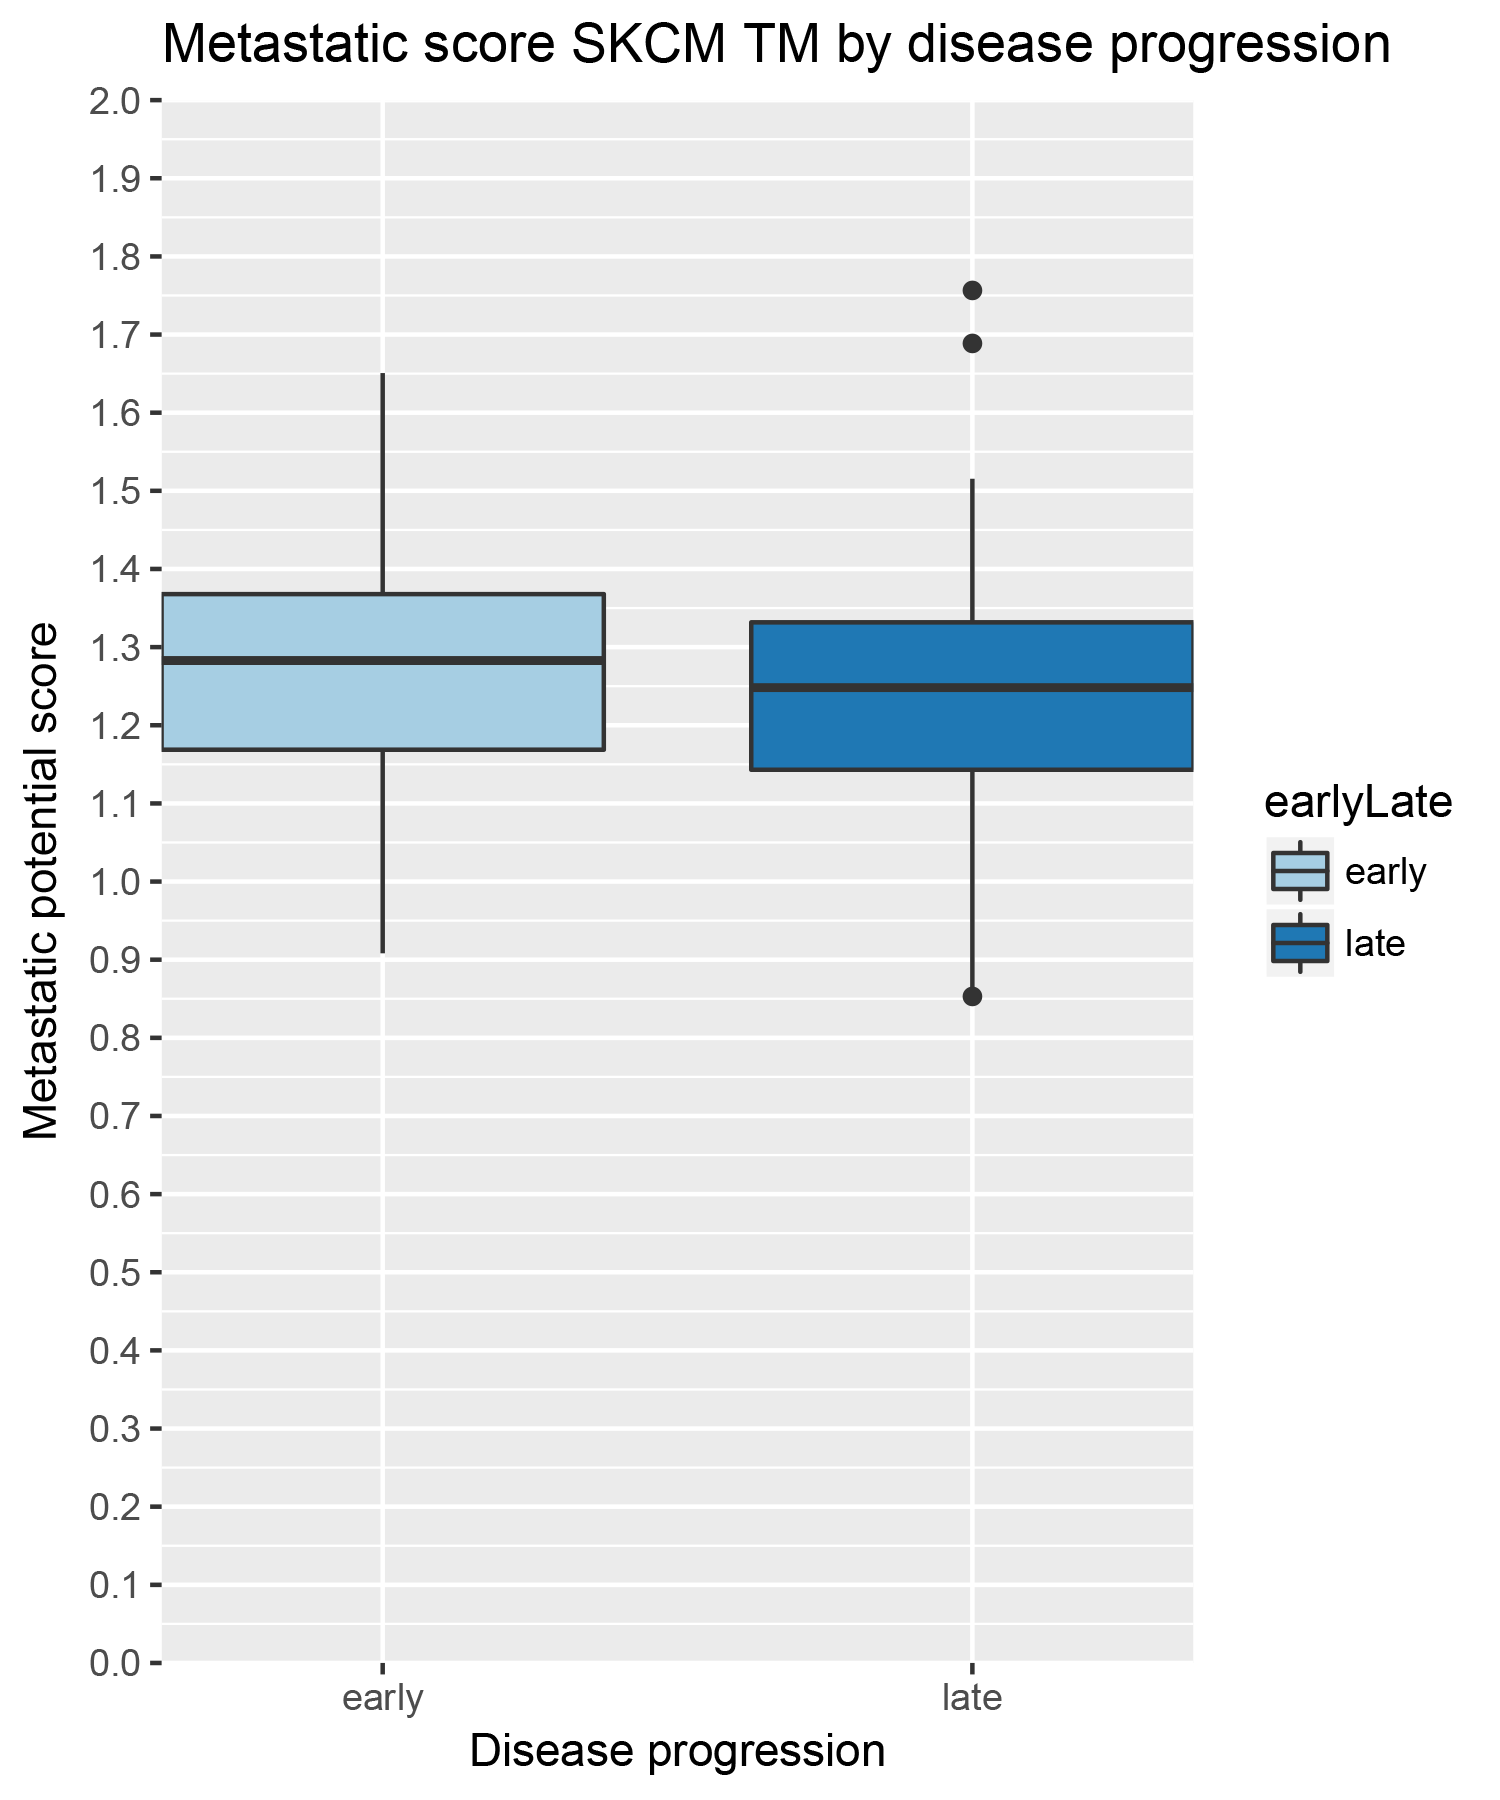 Metastatic score SKCM TM by disease progression
2.0
1.9
1.8
1.7
1.6
1.5
1.4
1.3
1.2
1.1
1.0
0.9
0.8
0.7
0.6
0.5
0.4
0.3
0.2
0.1
0.0
Metastatic potential score
early
late
Disease progression
earlyLate
early
late